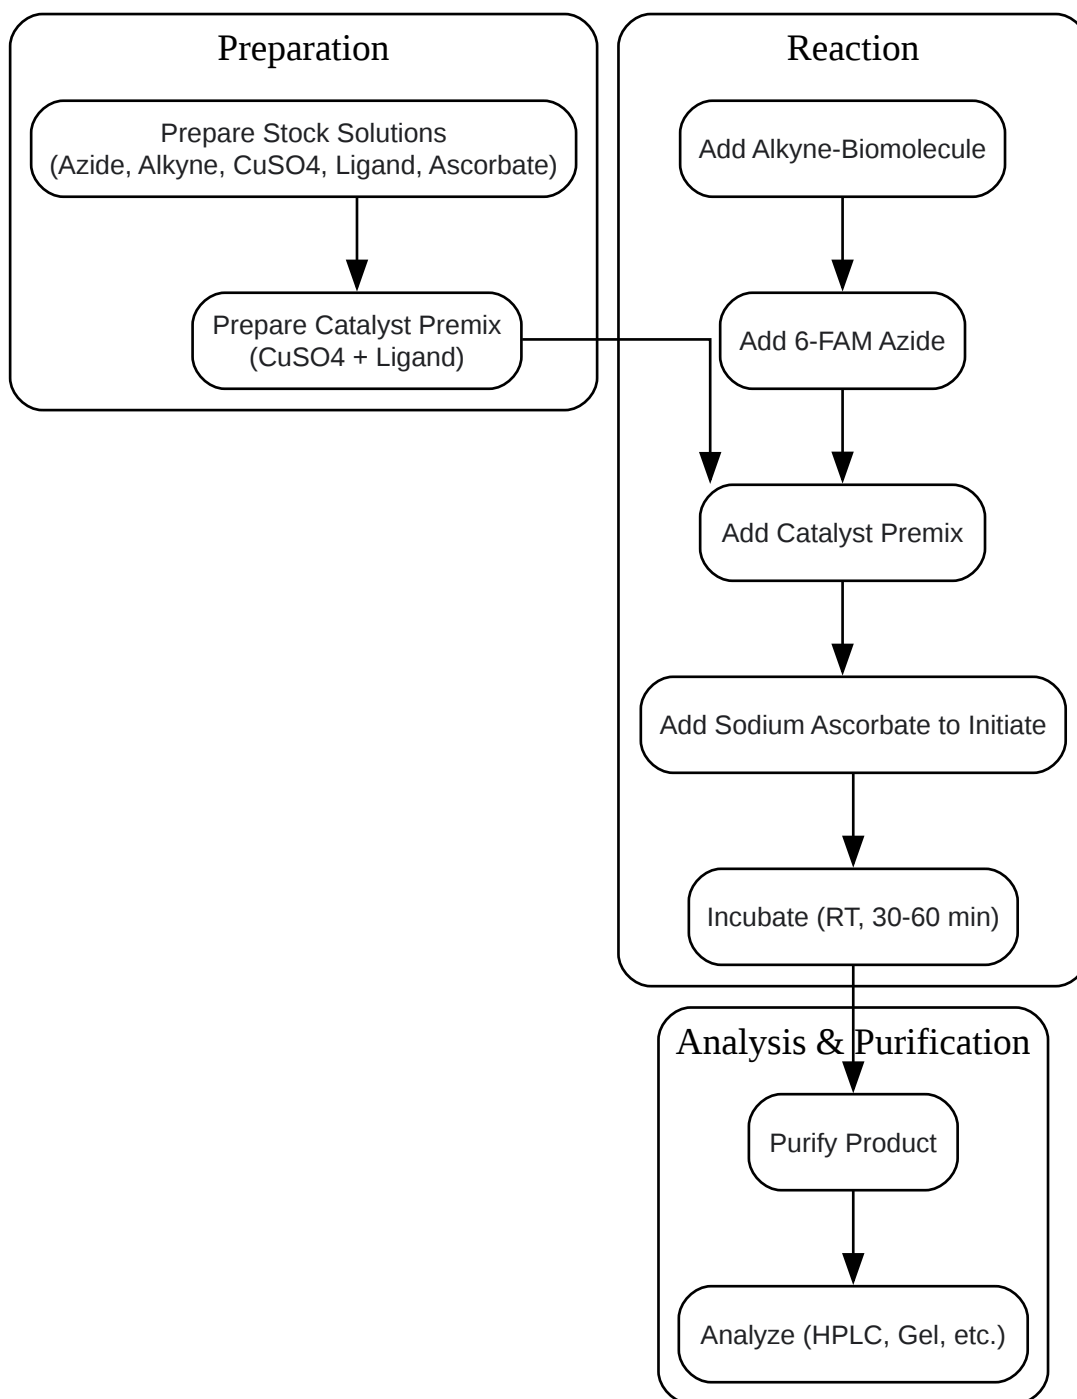 Preparation
Prepare Stock Solutions
(Azide, Alkyne, CuSO4, Ligand, Ascorbate)
Prepare Catalyst Premix
(CuSO4 + Ligand)
Reaction
Add Alkyne-Biomolecule
Add 6-FAM Azide
Add Catalyst Premix
Add Sodium Ascorbate to Initiate
Incubate (RT, 30-60 min)
Analysis & Purification
Purify Product
Analyze (HPLC, Gel, etc.)